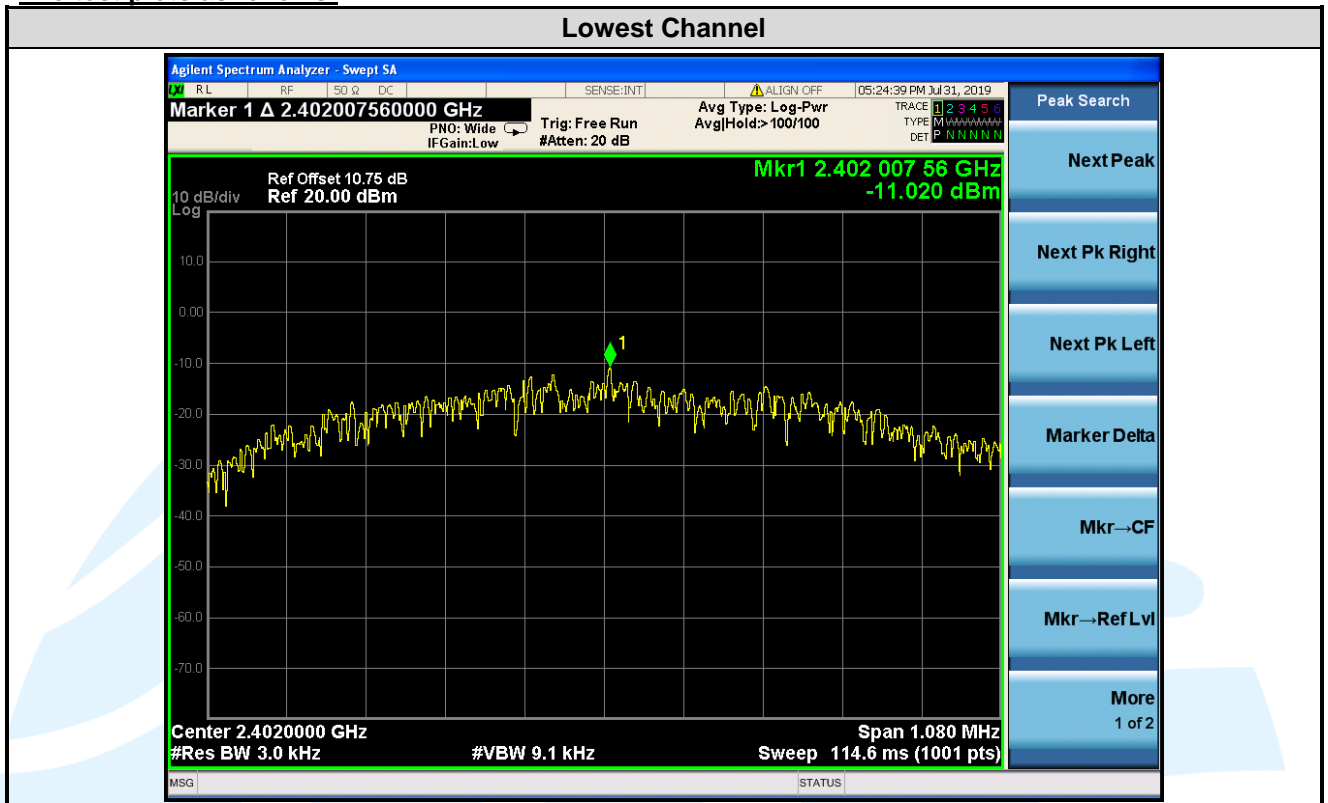 Lowest Channel
Agilent Spectrum Analyzer - Swept SA
LXI RL RF 50 Ω DC SENSE:INT ALIGN OFF 05:24:39 PM Jul 31, 2019
Marker 1 Δ 2.402007560000 GHz
PNO: Wide
IFGain:Low
Trig: Free Run
#Atten: 20 dB
Avg Type: Log-Pwr
Avg|Hold:>100/100
TRACE 1 2 3 4 5 6
TYPE M WWWWW
DET P N N N N N
Mkr1 2.402 007 56 GHz
-11.020 dBm
Ref Offset 10.75 dB
10 dB/div Ref 20.00 dBm
Log
10.0
0.00
-10.0
-20.0
-30.0
-40.0
-50.0
-60.0
-70.0
1
Center 2.4020000 GHz Span 1.080 MHz
#Res BW 3.0 kHz #VBW 9.1 kHz Sweep 114.6 ms (1001 pts)
MSG STATUS
Peak Search
Next Peak
Next Pk Right
Next Pk Left
Marker Delta
Mkr→CF
Mkr→Ref Lvl
More
1 of 2